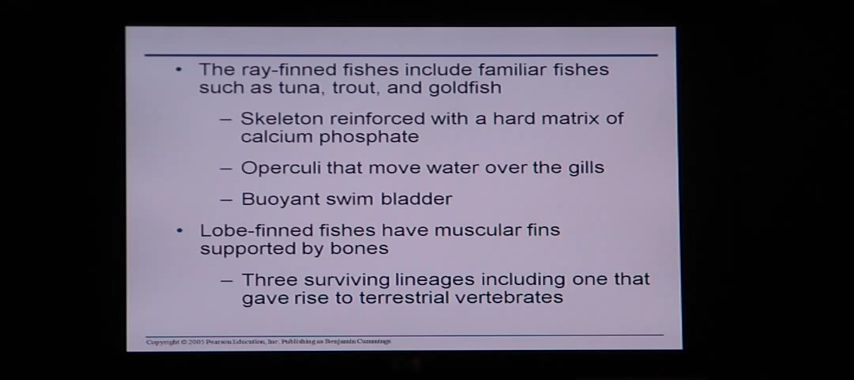 • The ray-finned fishes include familiar fishes
such as tuna, trout, and goldfish
– Skeleton reinforced with a hard matrix of
calcium phosphate
– Operculi that move water over the gills
– Buoyant swim bladder
• Lobe-finned fishes have muscular fins
supported by bones
– Three surviving lineages including one that
gave rise to terrestrial vertebrates
Copyright © 2005 Pearson Education, Inc. Publishing as Benjamin Cummings